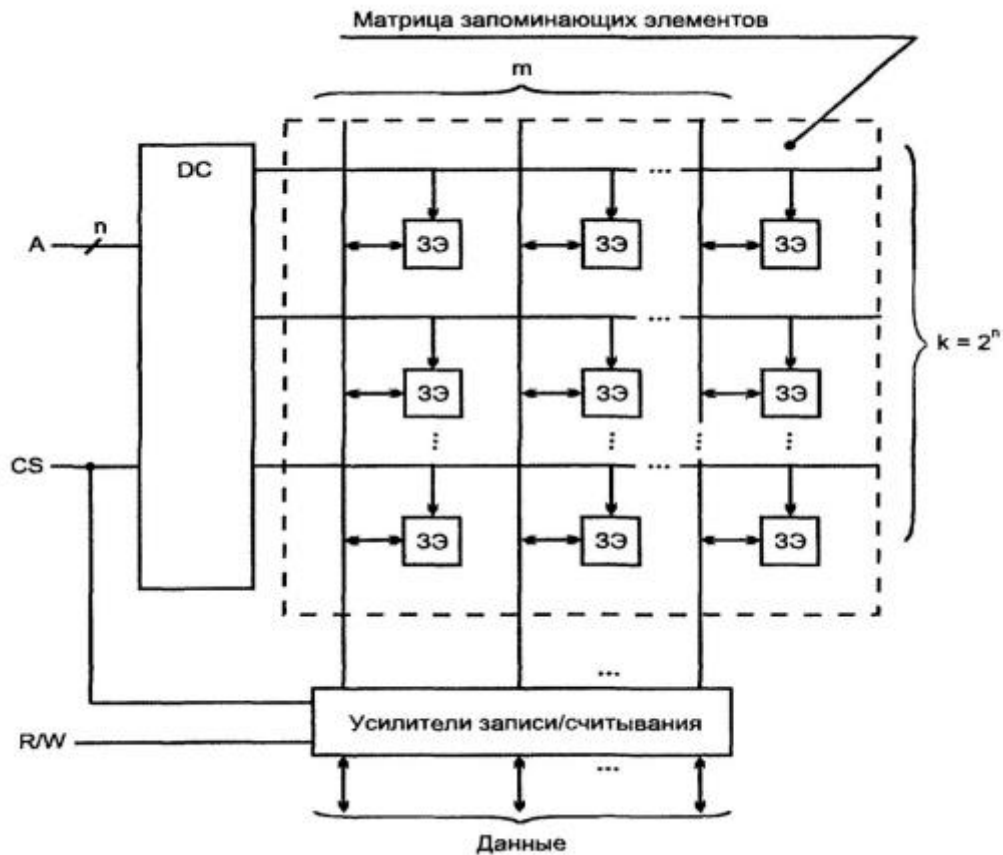 Матрица запоминающих элементов
m
DC
...
A
n
ЗЭ
ЗЭ
ЗЭ
...
k = 2ⁿ
ЗЭ
ЗЭ
ЗЭ
...
...
...
...
CS
...
ЗЭ
ЗЭ
ЗЭ
...
Усилители записи/считывания
R/W
...
Данные